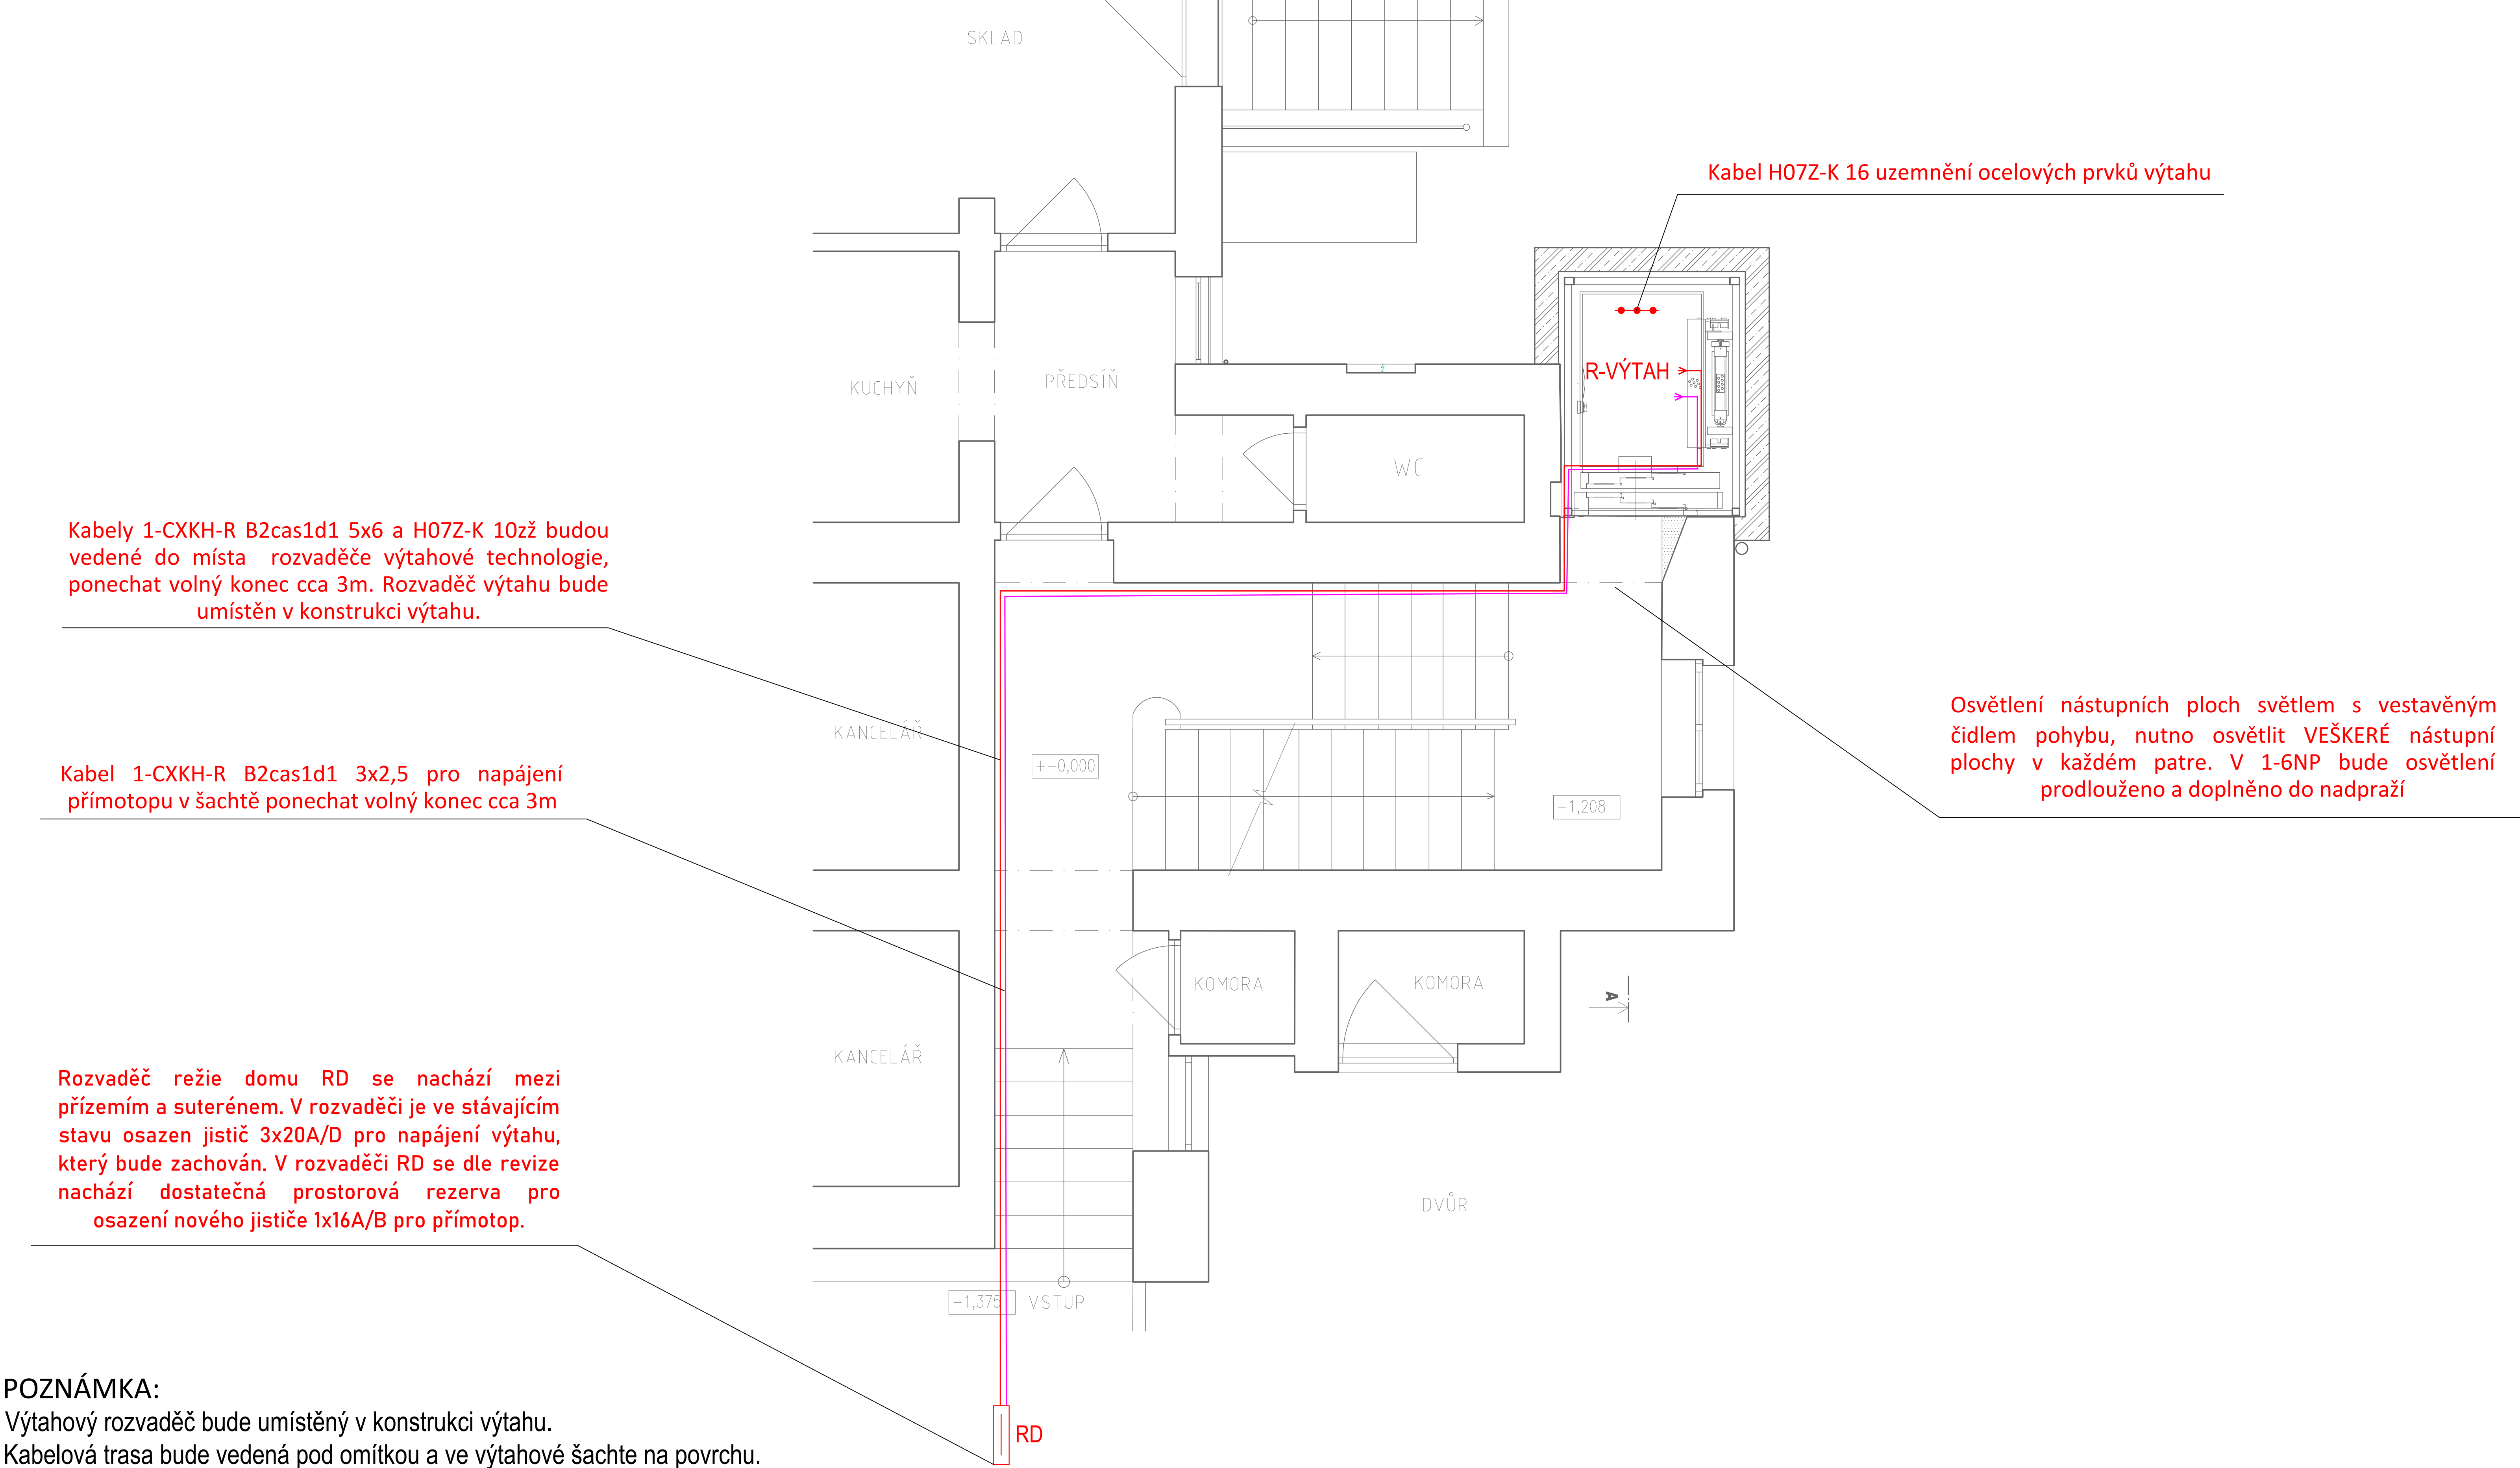 SKLAD
Kabel H07Z-K 16 uzemnění ocelových prvků výtahu
R-VÝTAH
KUCHYŇ
PŘEDSÍŇ
WC
Kabely 1-CXKH-R B2cas1d1 5x6 a H07Z-K 10zž budou
vedené do místa rozvaděče výtahové technologie,
ponechat volný konec cca 3m. Rozvaděč výtahu bude
umístěn v konstrukci výtahu.
KANCELÁŘ
+-0,000
-1,208
Osvětlení nástupních ploch světlem s vestavěným
čidlem pohybu, nutno osvětlit VEŠKERÉ nástupní
plochy v každém patre. V 1-6NP bude osvětlení
prodlouženo a doplněno do nadpraží
Kabel 1-CXKH-R B2cas1d1 3x2,5 pro napájení
přímotopu v šachtě ponechat volný konec cca 3m
KOMORA
KOMORA
A
KANCELÁŘ
Rozvaděč režie domu RD se nachází mezi
přízemím a suterénem. V rozvaděči je ve stávajícím
stavu osazen jistič 3x20A/D pro napájení výtahu,
který bude zachován. V rozvaděči RD se dle revize
nachází dostatečná prostorová rezerva pro
osazení nového jističe 1x16A/B pro přímotop.
DVŮR
-1,375
VSTUP
RD
POZNÁMKA:
Výtahový rozvaděč bude umístěný v konstrukci výtahu.
Kabelová trasa bude vedená pod omítkou a ve výtahové šachte na povrchu.